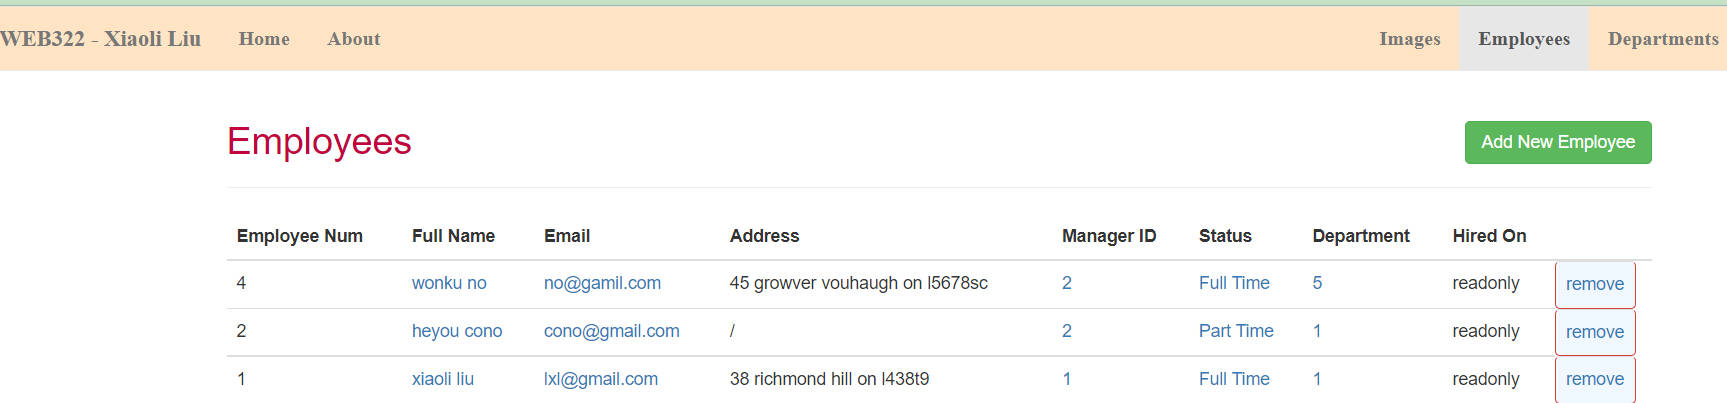 WEB322 - Xiaoli Liu Home About Images Employees Departments
Employees Add New Employee
Employee Num Full Name Email Address Manager ID Status Department Hired On
4 wonku no no@gamil.com 45 growver vouhaugh on l5678sc 2 Full Time 5 readonly remove
2 heyou cono cono@gmail.com / 2 Part Time 1 readonly remove
1 xiaoli liu lxl@gmail.com 38 richmond hill on l438t9 1 Full Time 1 readonly remove